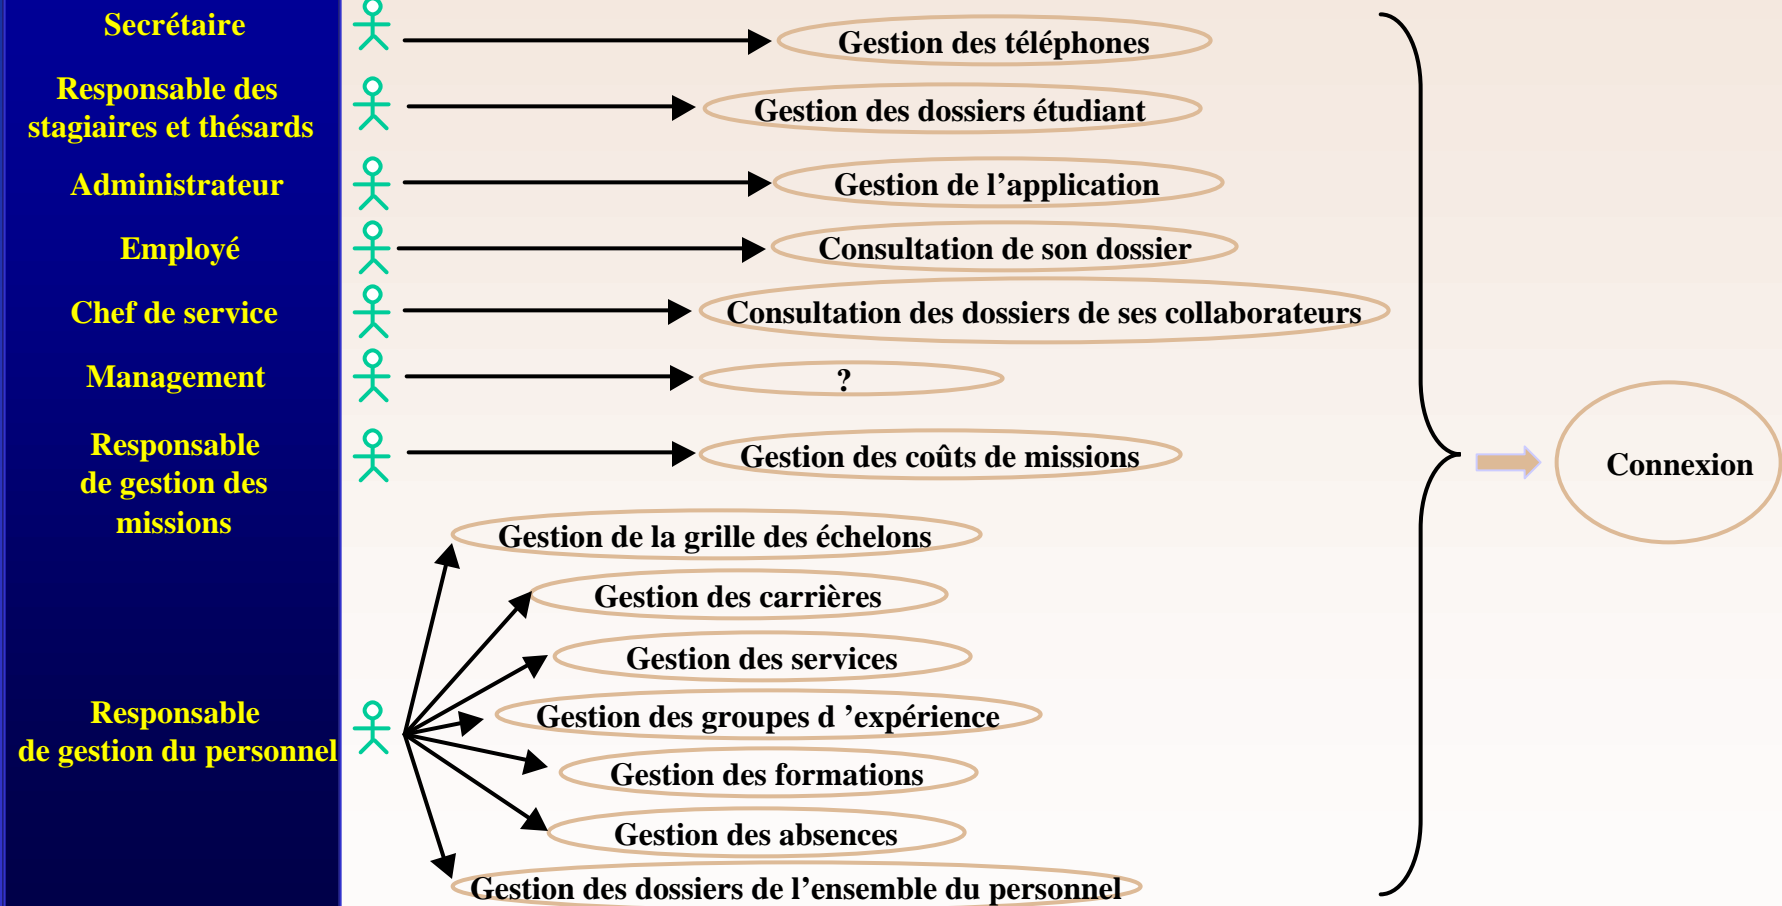 Secrétaire
Gestion des téléphones
Responsable des
stagiaires et thésards
Gestion des dossiers étudiant
Administrateur
Gestion de l’application
Employé
Consultation de son dossier
Chef de service
Consultation des dossiers de ses collaborateurs
Management
?
Responsable
de gestion des
missions
Gestion des coûts de missions
Connexion
Responsable
de gestion du personnel
Gestion de la grille des échelons
Gestion des carrières
Gestion des services
Gestion des groupes d ’expérience
Gestion des formations
Gestion des absences
Gestion des dossiers de l’ensemble du personnel